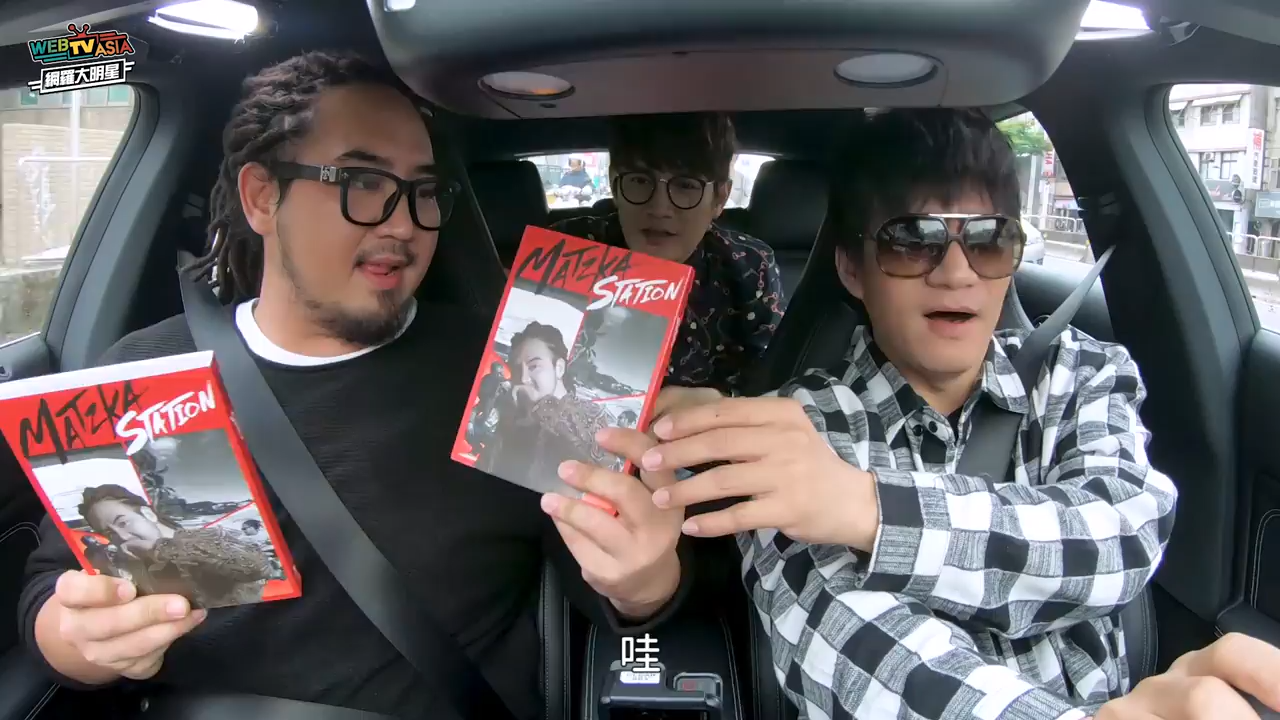 WEBTVASIA
網羅大明星
MATZKA
STATION
MATZKA
STATION
哇